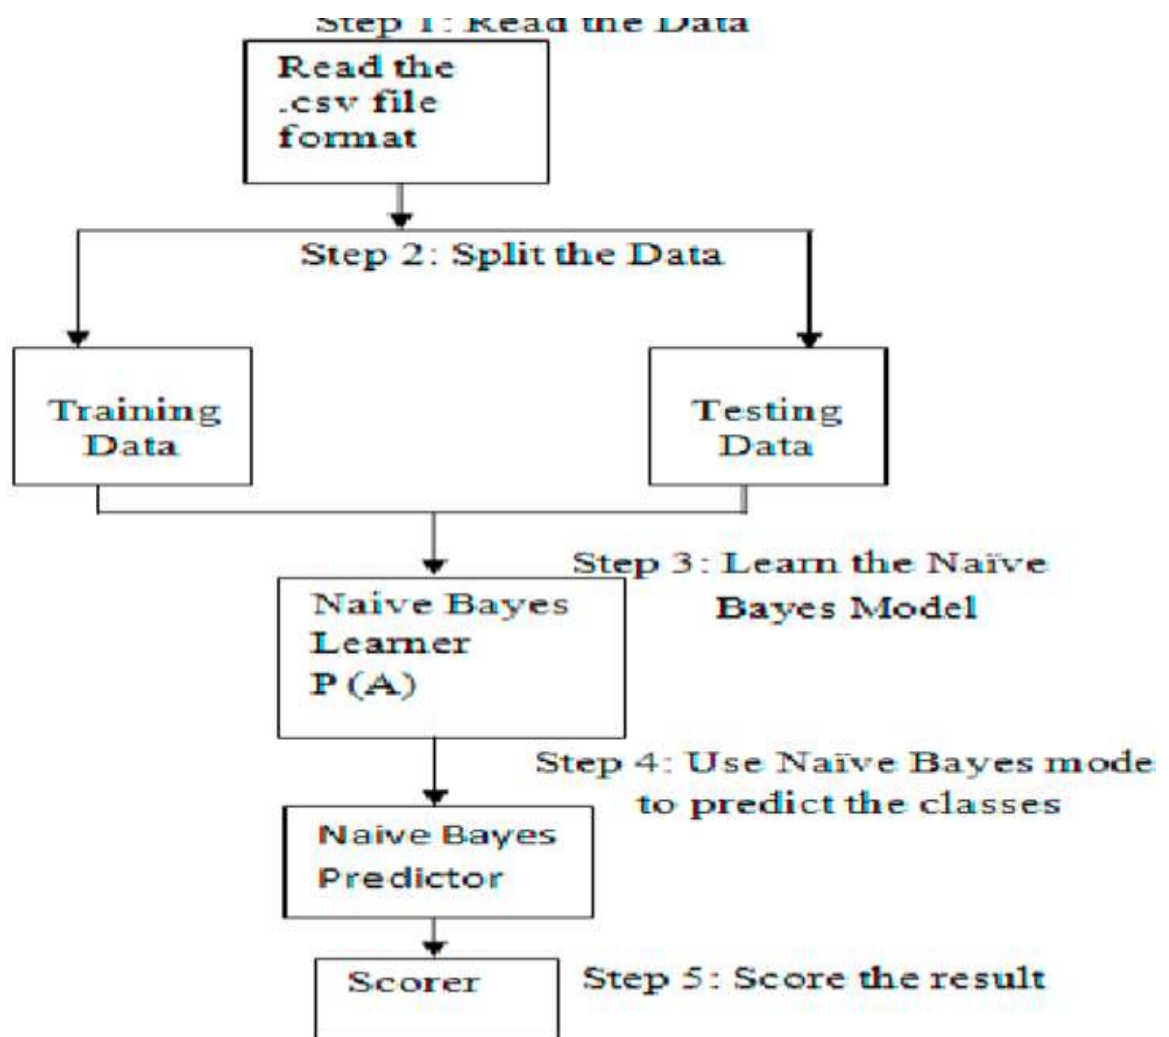 Step 1: Read the Data
Read the
.csv file
format
Step 2: Split the Data
Training
Data
Testing
Data
Step 3: Learn the Naïve
Bayes Model
Naive Bayes
Learner
P (A)
Step 4: Use Naïve Bayes mode
to predict the classes
Naive Bayes
Predictor
Scorer
Step 5: Score the result